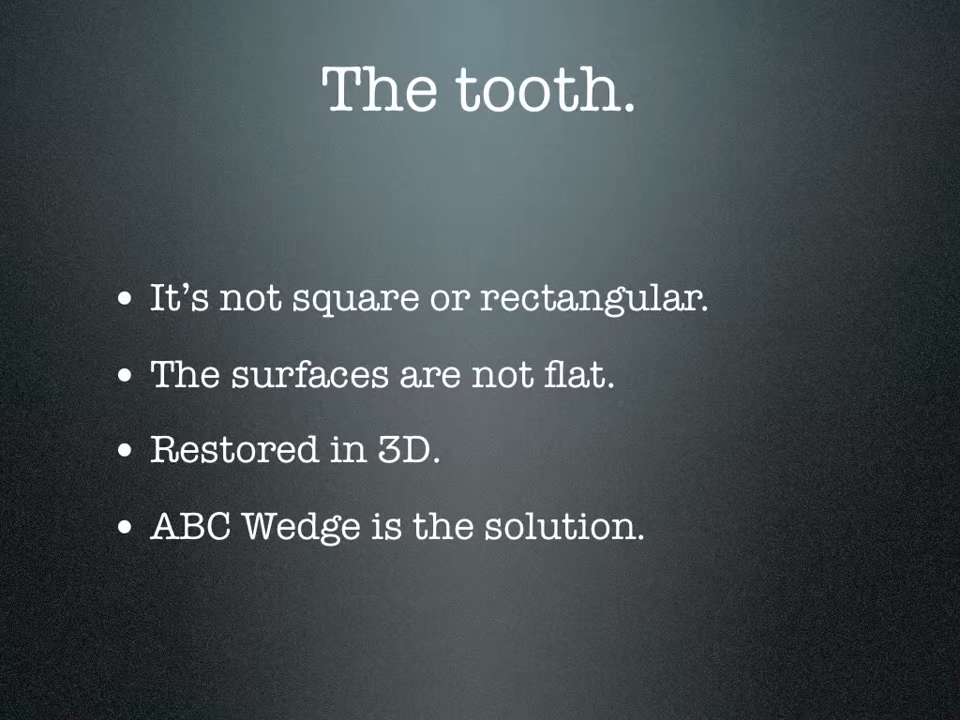 The tooth.
• It's not square or rectangular.
• The surfaces are not flat.
• Restored in 3D.
• ABC Wedge is the solution.